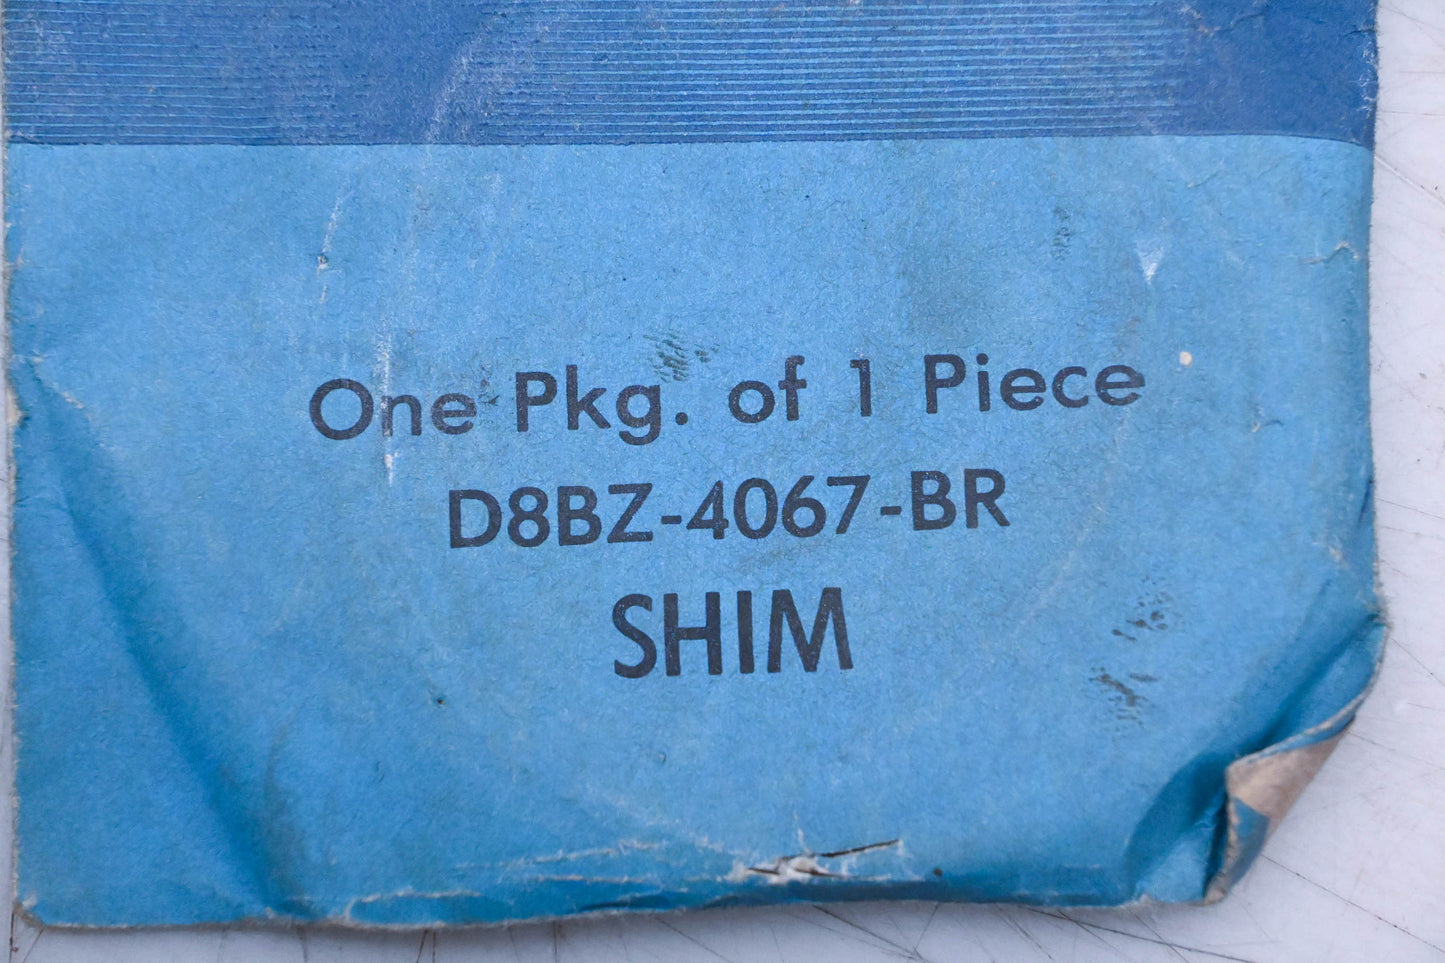 One Pkg. of 1 Piece
D8BZ-4067-BR
SHIM